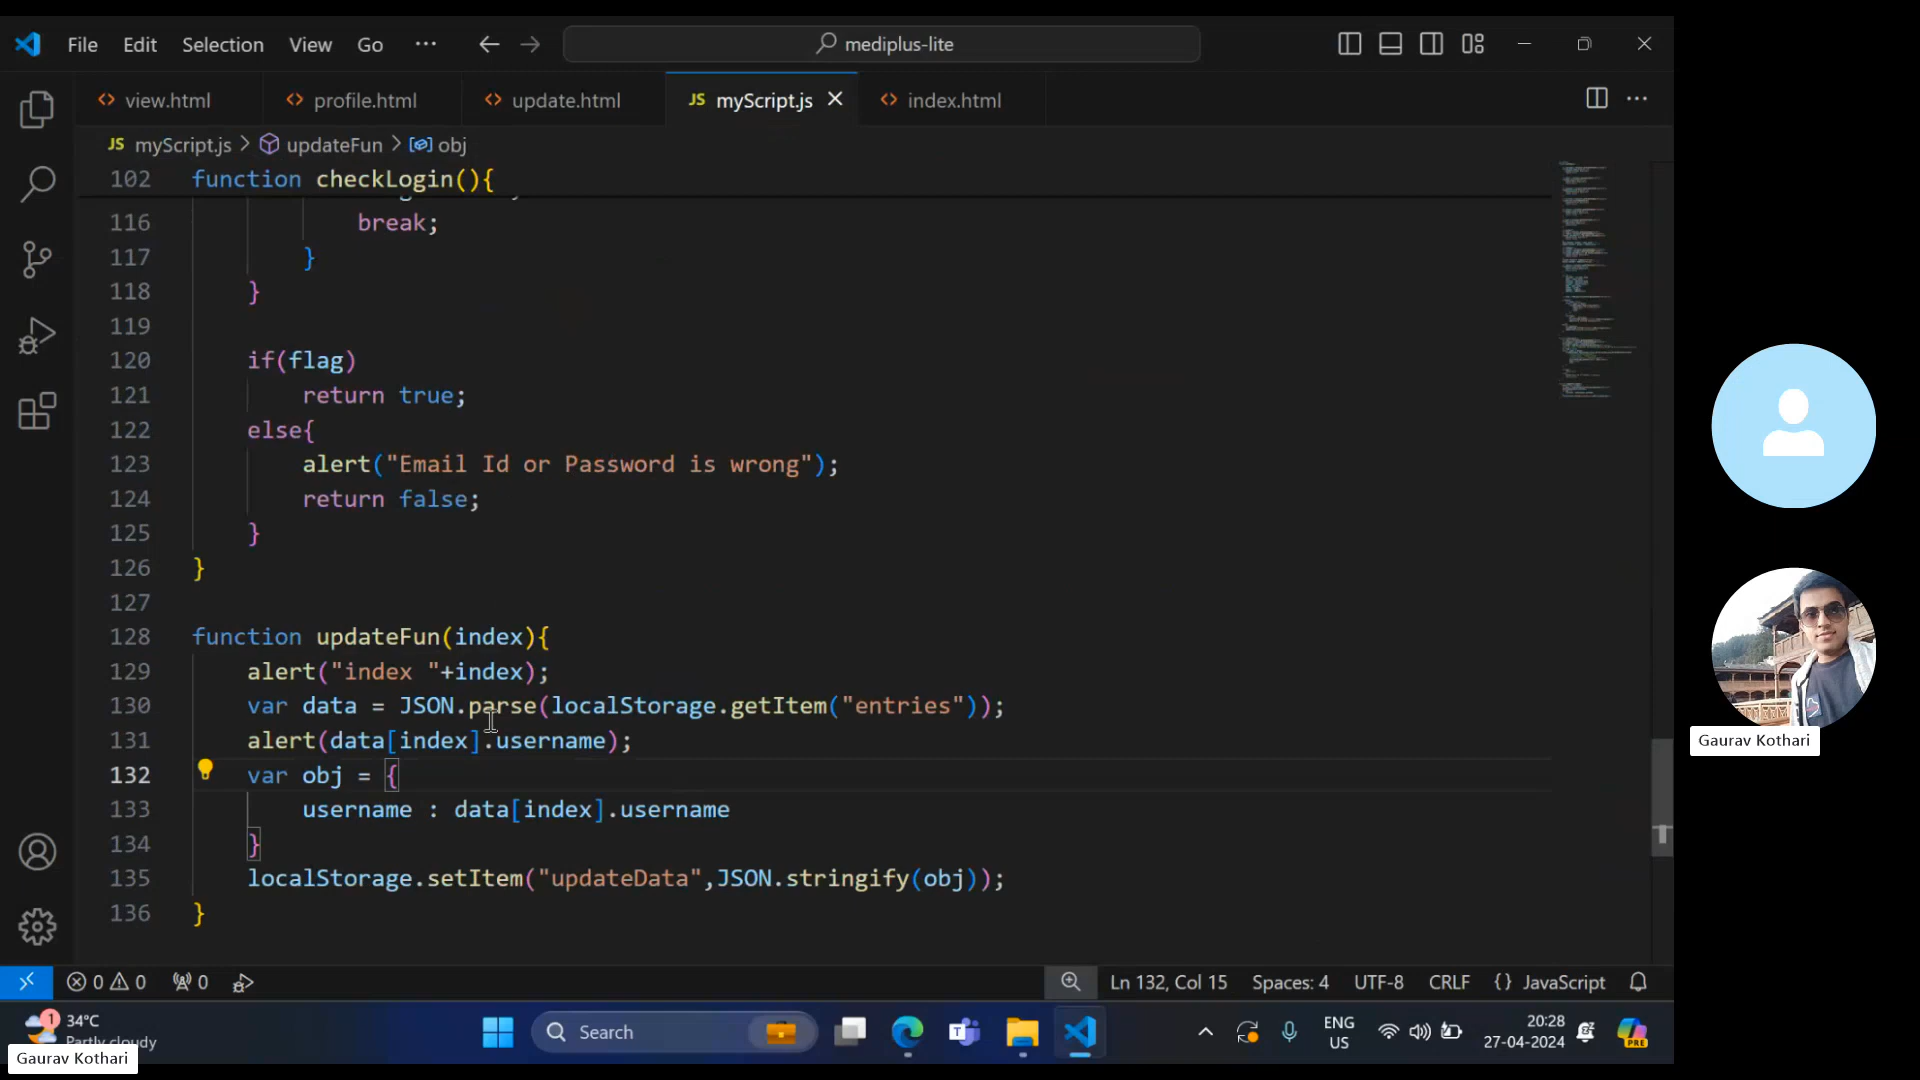 File Edit Selection View Go ··· mediplus-lite
view.html profile.html update.html JS myScript.js index.html ···
JS myScript.js > updateFun > obj
102 function checkLogin(){
116 break;
117 }
118 }
119
120 if(flag)
121 return true;
122 else{
123 alert("Email Id or Password is wrong");
124 return false;
125 }
126 }
127
128 function updateFun(index){
129 alert("index "+index);
130 var data = JSON.parse(localStorage.getItem("entries"));
131 alert(data[index].username);
132 var obj = {
133 username : data[index].username
134 }
135 localStorage.setItem("updateData",JSON.stringify(obj));
136 }
Gaurav Kothari
0 0 0 Ln 132, Col 15 Spaces: 4 UTF-8 CRLF {} JavaScript
1 34°C
Partly cloudy
Search
ENG
US
20:28
27-04-2024
PRE
Gaurav Kothari